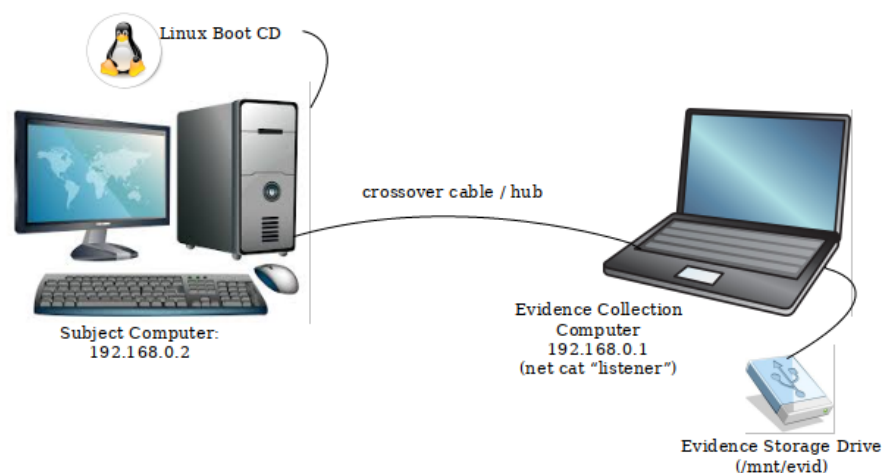 Linux Boot CD
crossover cable / hub
Subject Computer:
192.168.0.2
Evidence Collection
Computer
192.168.0.1
(net cat “listener”)
Evidence Storage Drive
(/mnt/evid)